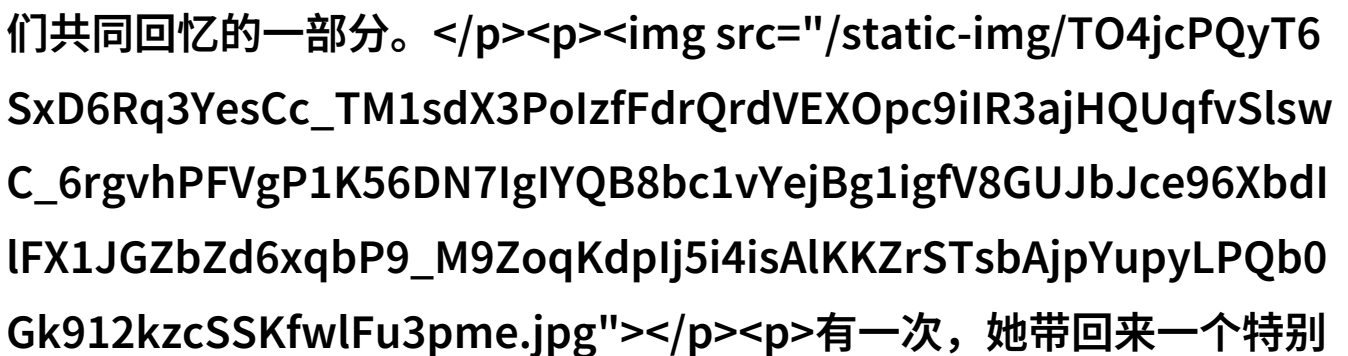 们共同回忆的一部分。</p><p><img src="/static-img/TO4jcPQyT6
SxD6Rq3YesCc_TM1sdX3PoIzfFdrQrdVEXOpc9iIR3ajHQUqfvSlsw
C_6rgvhPFVgP1K56DN7IgIYQB8bc1vYejBg1igfV8GUJbJce96XbdI
lFX1JGZbZd6xqbP9_M9ZoqKdpIj5i4isAlKKZrSTsbAjpYupyLPQb0
Gk912kzcSSKfwlFu3pme.jpg"></p><p>有一次，她带回来一个特别